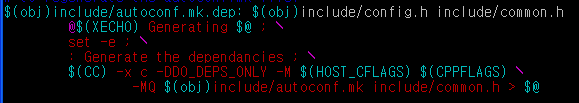 $(obj)include/autoconf.mk.dep: $(obj)include/config.h include/common.h
@$(XECHO) Generating $@ ; \
set -e ; \
: Generate the dependancies ; \
$(CC) -x c -DDO_DEPS_ONLY -M $(HOST_CFLAGS) $(CPPFLAGS) \
-MQ $(obj)include/autoconf.mk include/common.h > $@